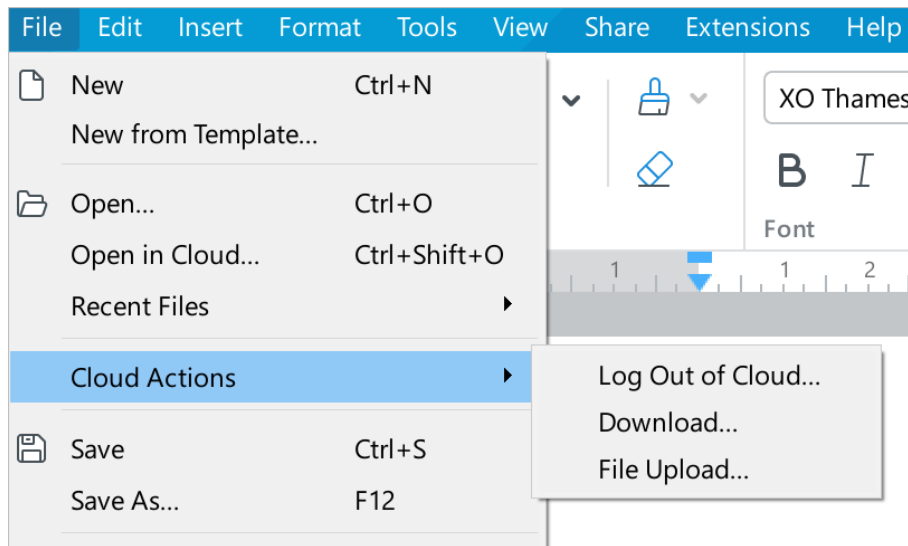 File Edit Insert Format Tools View Share Extensions Help
New Ctrl+N
XO Thames
New from Template...
B I
Open... Ctrl+O
Font
Open in Cloud... Ctrl+Shift+O
1 1 2
Recent Files
Cloud Actions
Log Out of Cloud...
Download...
File Upload...
Save Ctrl+S
Save As... F12